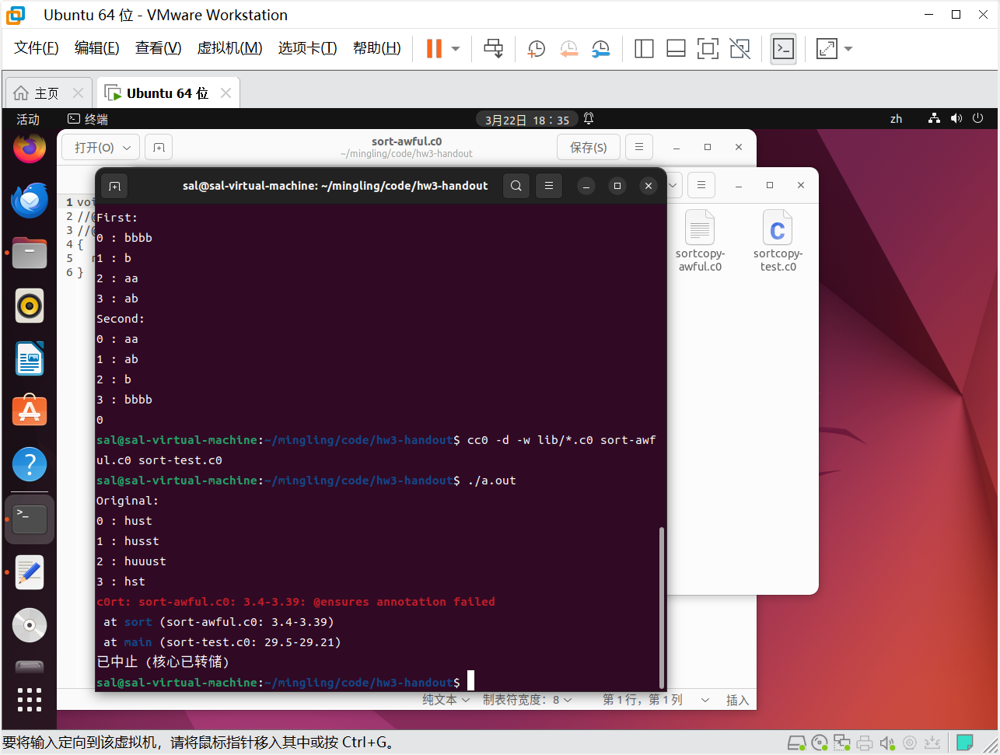 Ubuntu 64 位 - VMware Workstation
文件(F) 编辑(E) 查看(V) 虚拟机(M) 选项卡(T) 帮助(H)
主页 Ubuntu 64 位
活动 终端 3月22日 18：35 zh
打开(O) sort-awful.c0 保存(S)
~/mingling/code/hw3-handout
sal@sal-virtual-machine: ~/mingling/code/hw3-handout
1 voi
2 //@
3 //@
4 {
5 r
6 }
First:
0 : bbbb
1 : b
2 : aa
3 : ab
Second:
0 : aa
1 : ab
2 : b
3 : bbbb
0
sal@sal-virtual-machine:~/mingling/code/hw3-handout$ cc0 -d -w lib/*.c0 sort-awf
ul.c0 sort-test.c0
sal@sal-virtual-machine:~/mingling/code/hw3-handout$ ./a.out
Original:
0 : hust
1 : husst
2 : huuust
3 : hst
c0rt: sort-awful.c0: 3.4-3.39: @ensures annotation failed
at sort (sort-awful.c0: 3.4-3.39)
at main (sort-test.c0: 29.5-29.21)
已中止 (核心已转储)
sal@sal-virtual-machine:~/mingling/code/hw3-handout$
sortcopy-
awful.c0
sortcopy-
test.c0
纯文本 制表符宽度：8 第 1 行，第 1 列 插入
要将输入定向到该虚拟机，请将鼠标指针移入其中或按 Ctrl+G。